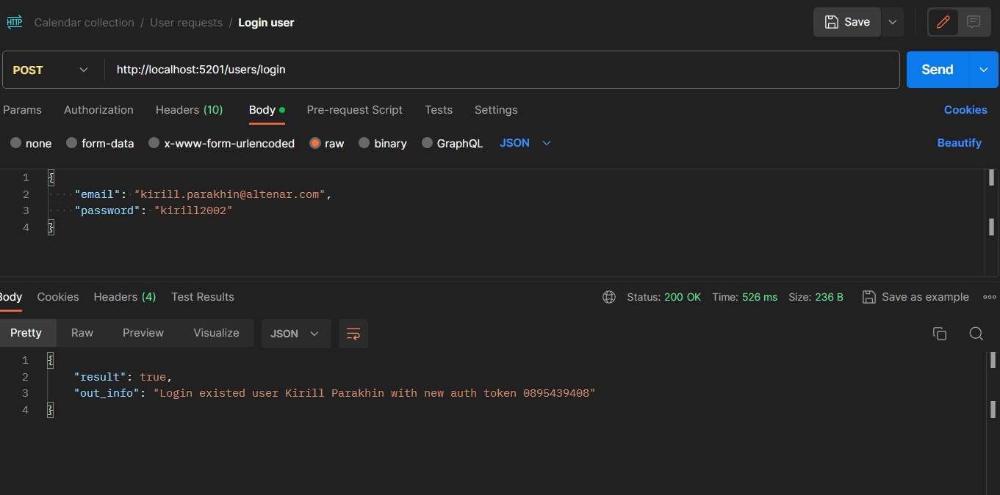 HTTP Calendar collection / User requests / Login user Save
POST http://localhost:5201/users/login Send
Params Authorization Headers (10) Body Pre-request Script Tests Settings Cookies
none form-data x-www-form-urlencoded raw binary GraphQL JSON Beautify
1 {
2 "email": "kirill.parakhin@altenar.com",
3 "password": "kirill2002"
4 }
Body Cookies Headers (4) Test Results Status: 200 OK Time: 526 ms Size: 236 B Save as example
Pretty Raw Preview Visualize JSON
1 {
2 "result": true,
3 "out_info": "Login existed user Kirill Parakhin with new auth token 0895439408"
4 }